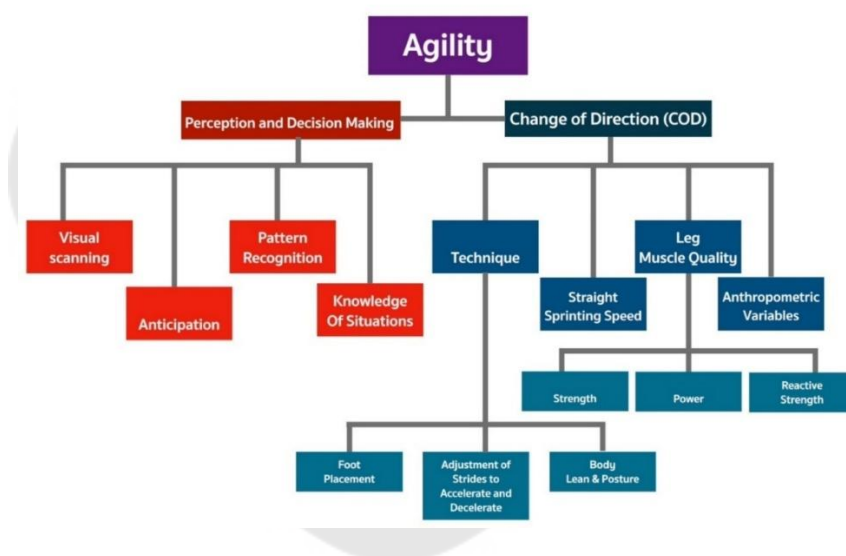 Agility
Perception and Decision Making
Change of Direction (COD)
Visual
scanning
Pattern
Recognition
Technique
Leg
Muscle Quality
Anticipation
Knowledge
Of Situations
Straight
Sprinting Speed
Anthropometric
Variables
Strength
Power
Reactive
Strength
Foot
Placement
Adjustment of
Strides to
Accelerate and
Decelerate
Body
Lean & Posture